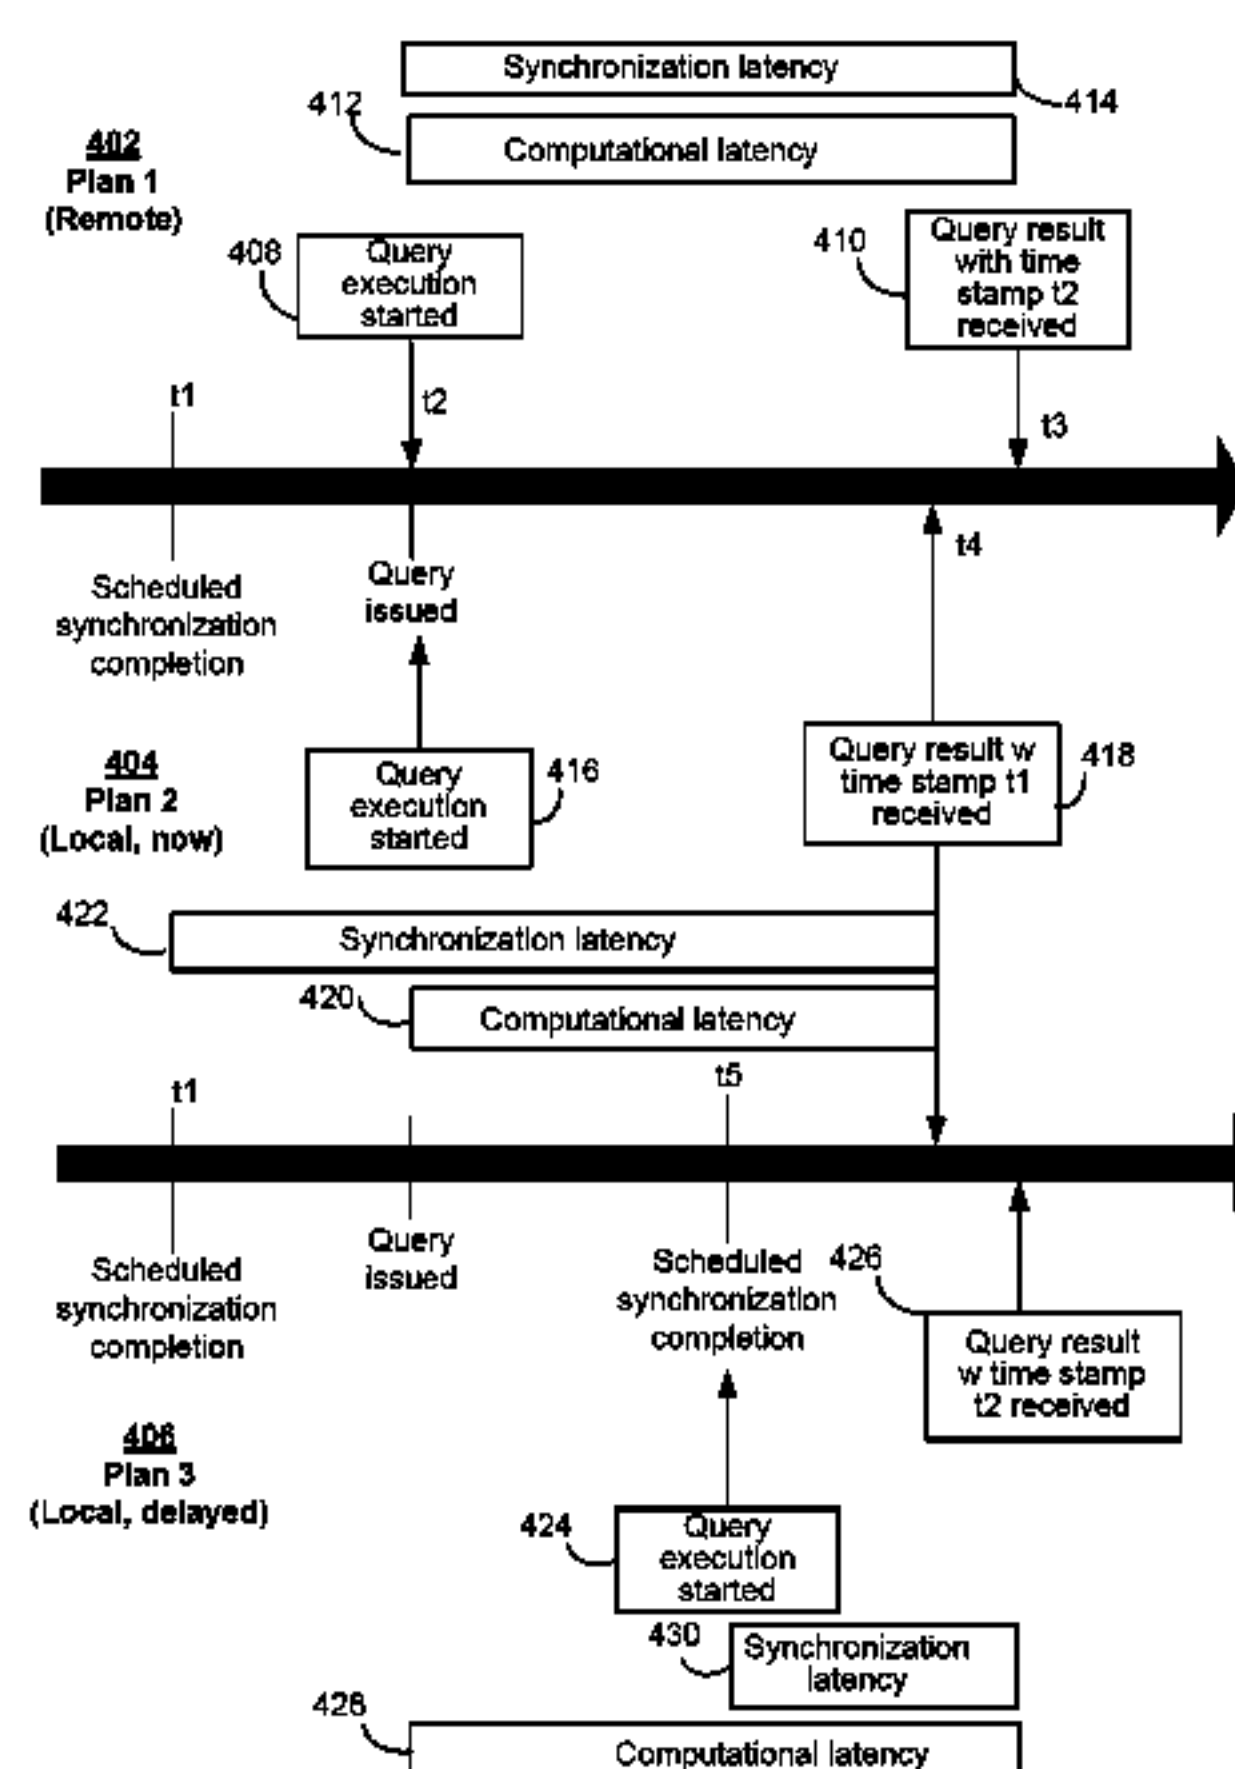 Synchronization latency
414
412
Computational latency
402
Plan 1
(Remote)
408
Query
execution
started
410
Query result
with time
stamp t2
received
t1
t2
t3
t4
Scheduled
synchronization
completion
Query
issued
404
Plan 2
(Local, now)
Query
execution
started
416
Query result w
time stamp t1
received
418
422
Synchronization latency
420
Computational latency
t1
t5
Scheduled
synchronization
completion
Query
issued
Scheduled
synchronization
completion
426
Query result
w time stamp
t2 received
406
Plan 3
(Local, delayed)
424
Query
execution
started
430
Synchronization
latency
428
Computational latency